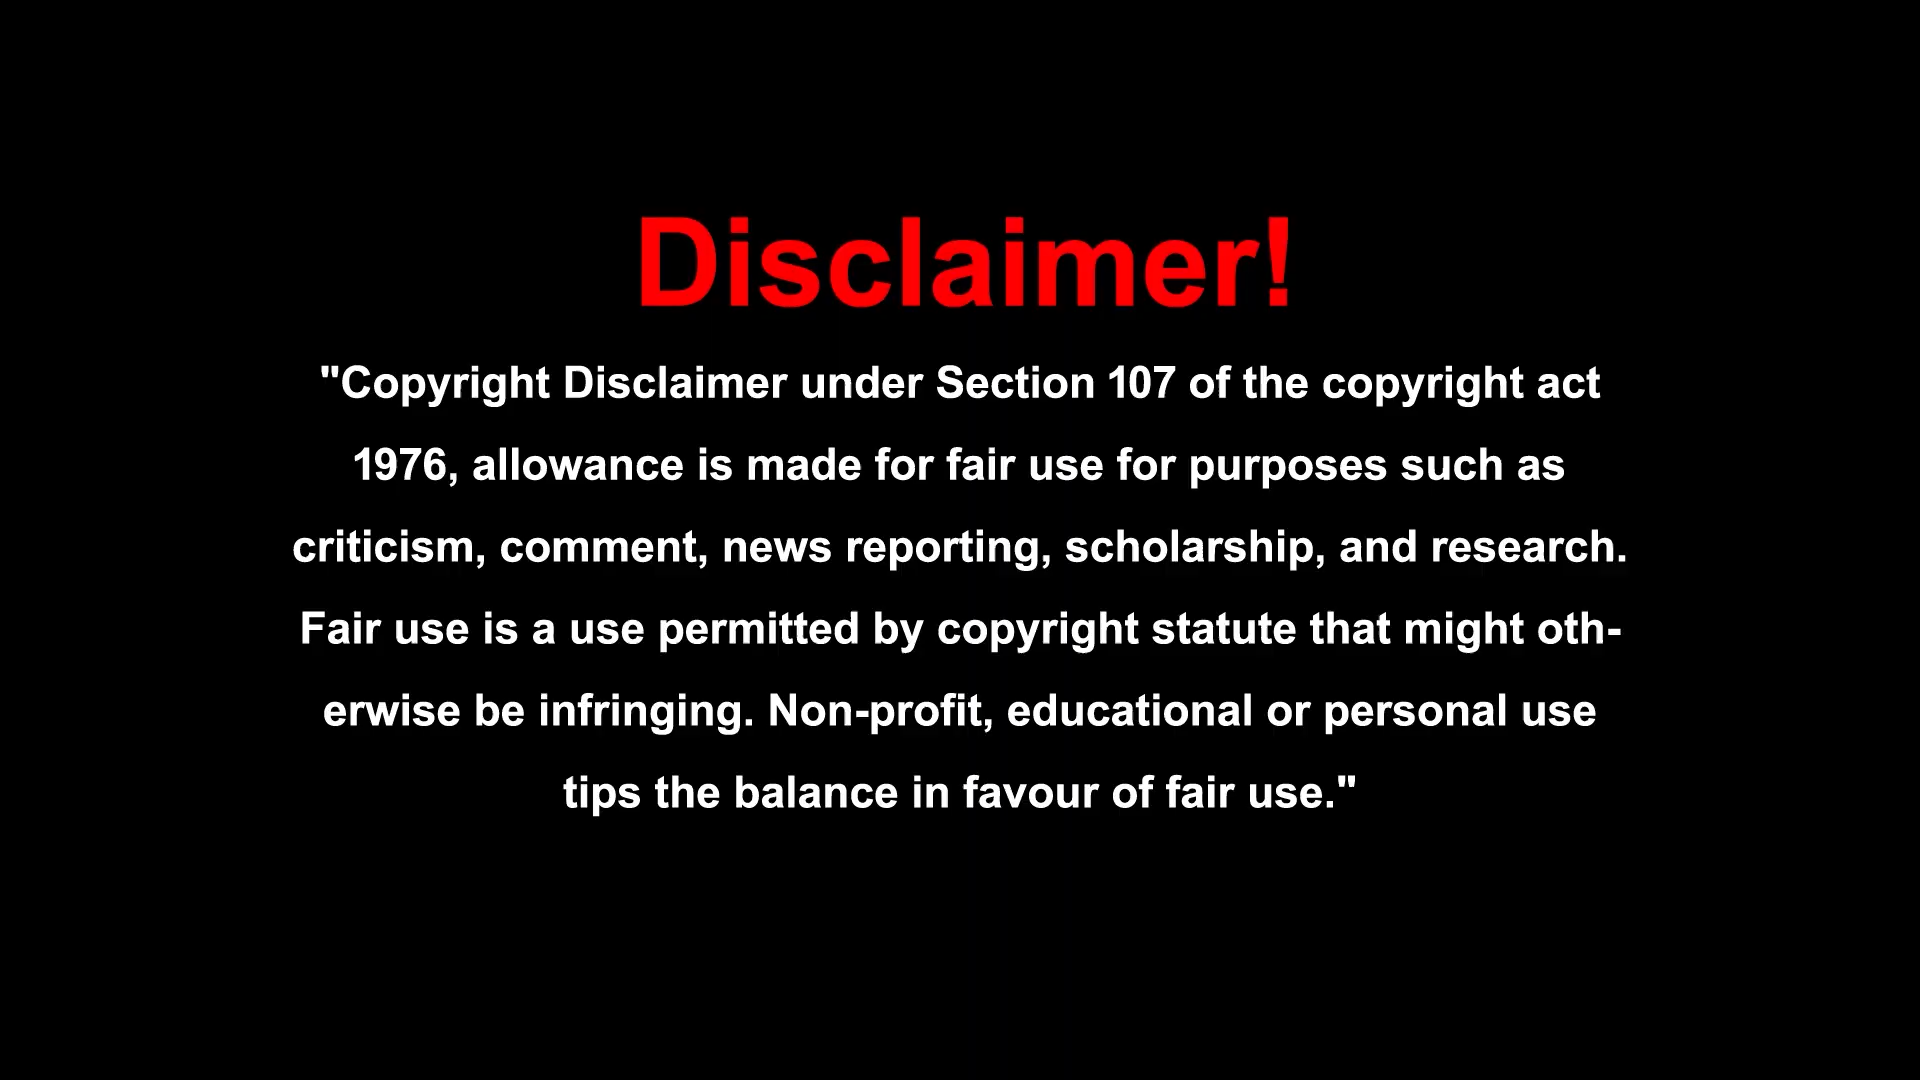 Disclaimer!
"Copyright Disclaimer under Section 107 of the copyright act
1976, allowance is made for fair use for purposes such as
criticism, comment, news reporting, scholarship, and research.
Fair use is a use permitted by copyright statute that might oth-
erwise be infringing. Non-profit, educational or personal use
tips the balance in favour of fair use."